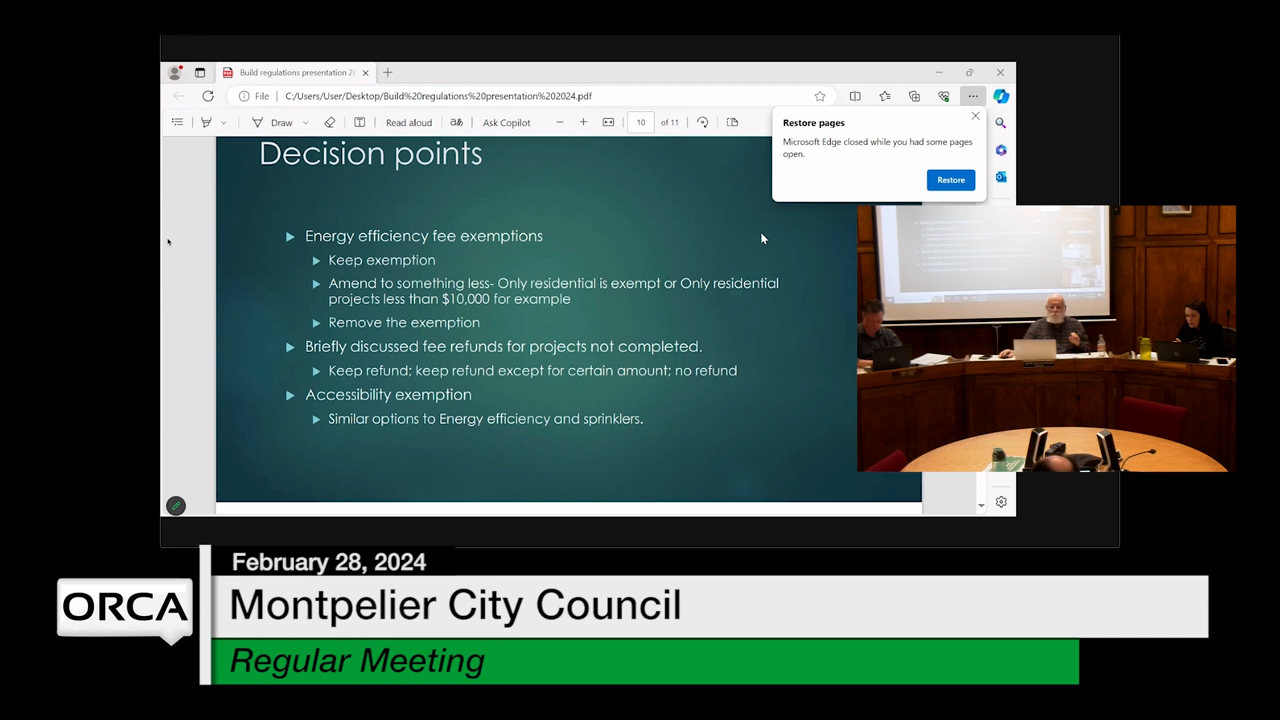 Build regulations presentation 2
File
C:/Users/User/Desktop/Build%20regulations%20presentation%202024.pdf
Draw
Read aloud
Ask Copilot
10
of 11
Restore pages
Microsoft Edge closed while you had some pages
open.
Restore
Decision points
Energy efficiency fee exemptions
Keep exemption
Amend to something less- Only residential is exempt or Only residential
projects less than $10,000 for example
Remove the exemption
Briefly discussed fee refunds for projects not completed.
Keep refund; keep refund except for certain amount; no refund
Accessibility exemption
Similar options to Energy efficiency and sprinklers.
February 28, 2024
ORCA
Montpelier City Council
Regular Meeting